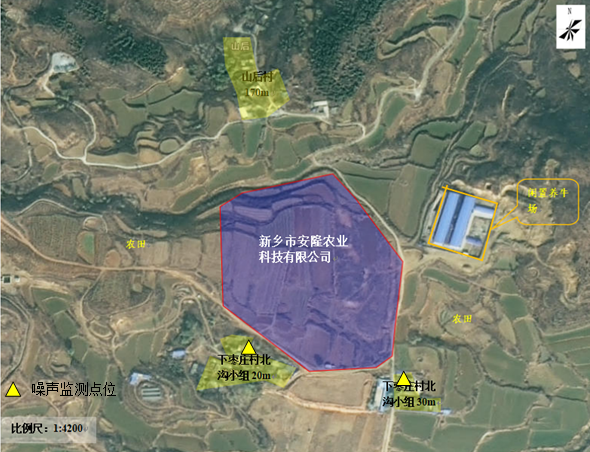 N
山后
山后村
170m
闲置养牛
场
新乡市安隆农业
科技有限公司
农田
农田
下枣庄村北
沟小组 20m
下枣庄村北
沟小组 30m
噪声监测点位
比例尺：1:4200